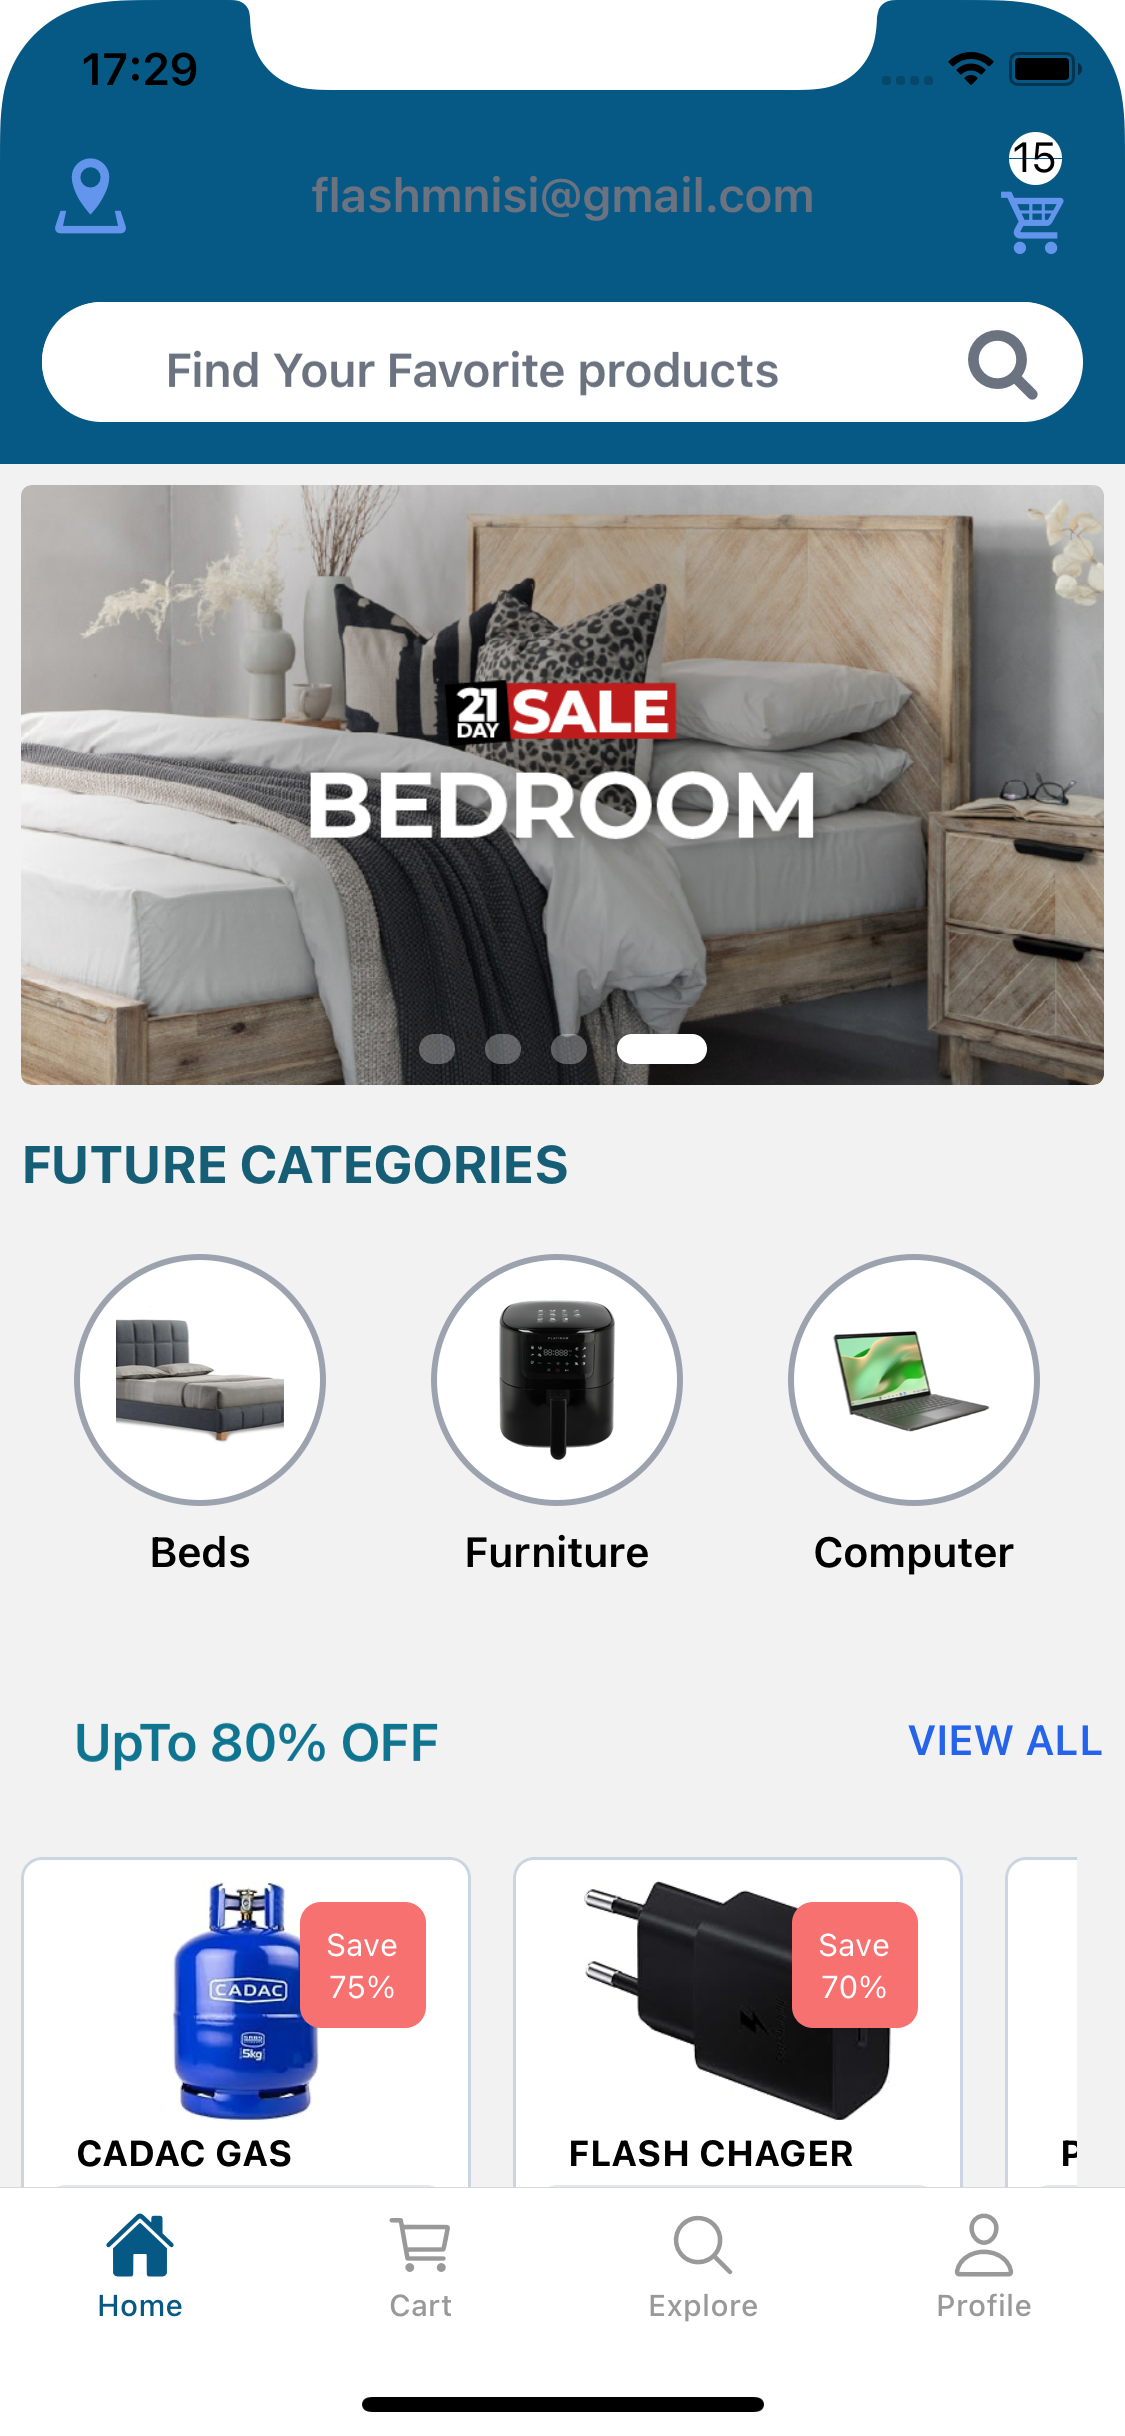 17:29
15
flashmnisi@gmail.com
Find Your Favorite products
21 DAY SALE
BEDROOM
FUTURE CATEGORIES
Beds
Furniture
Computer
UpTo 80% OFF
VIEW ALL
CADAC
5kg
Save
75%
Save
70%
CADAC GAS
FLASH CHAGER
Home
Cart
Explore
Profile